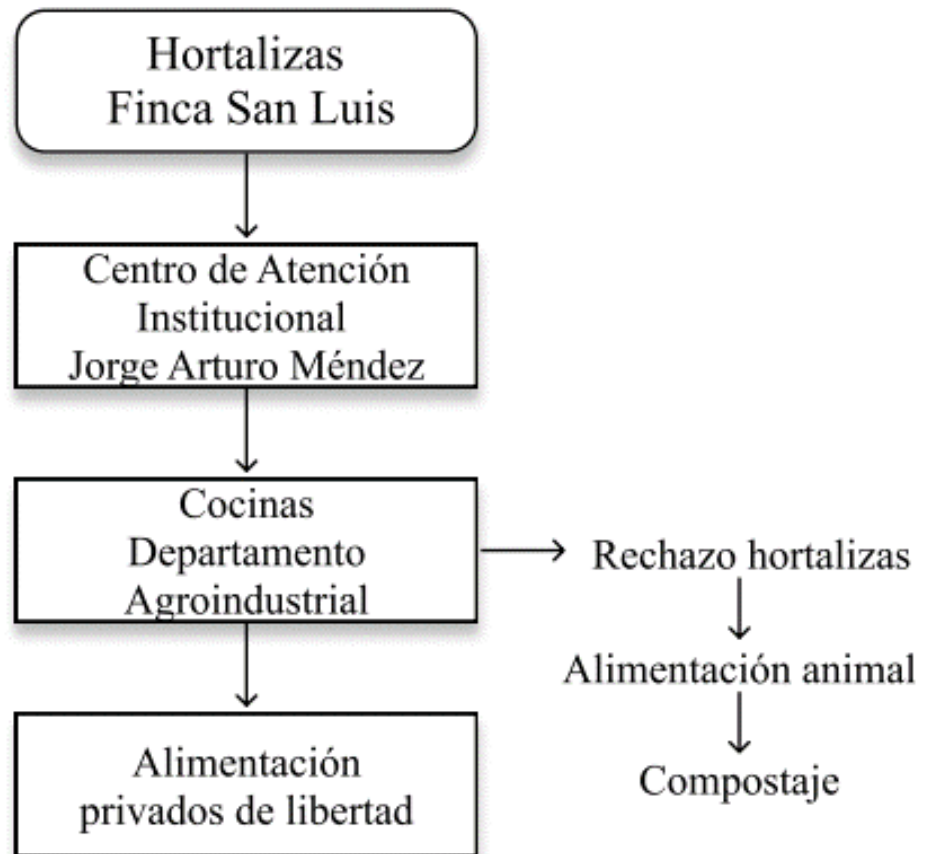 Hortalizas
Finca San Luis
Centro de Atención
Institucional
Jorge Arturo Méndez
Cocinas
Departamento
Agroindustrial
Rechazo hortalizas
Alimentación animal
Compostaje
Alimentación
privados de libertad